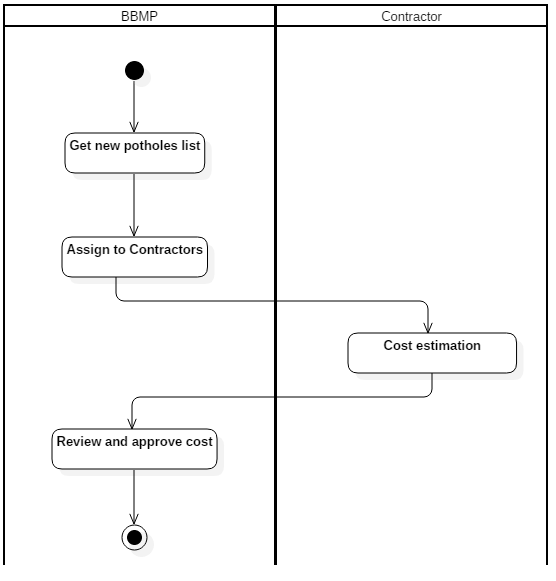 BBMP
Contractor
Get new potholes list
Assign to Contractors
Cost estimation
Review and approve cost